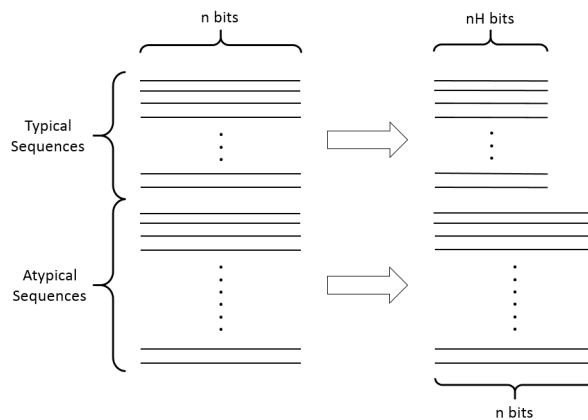 n bits
nH bits
Typical
Sequences
Atypical
Sequences
n bits